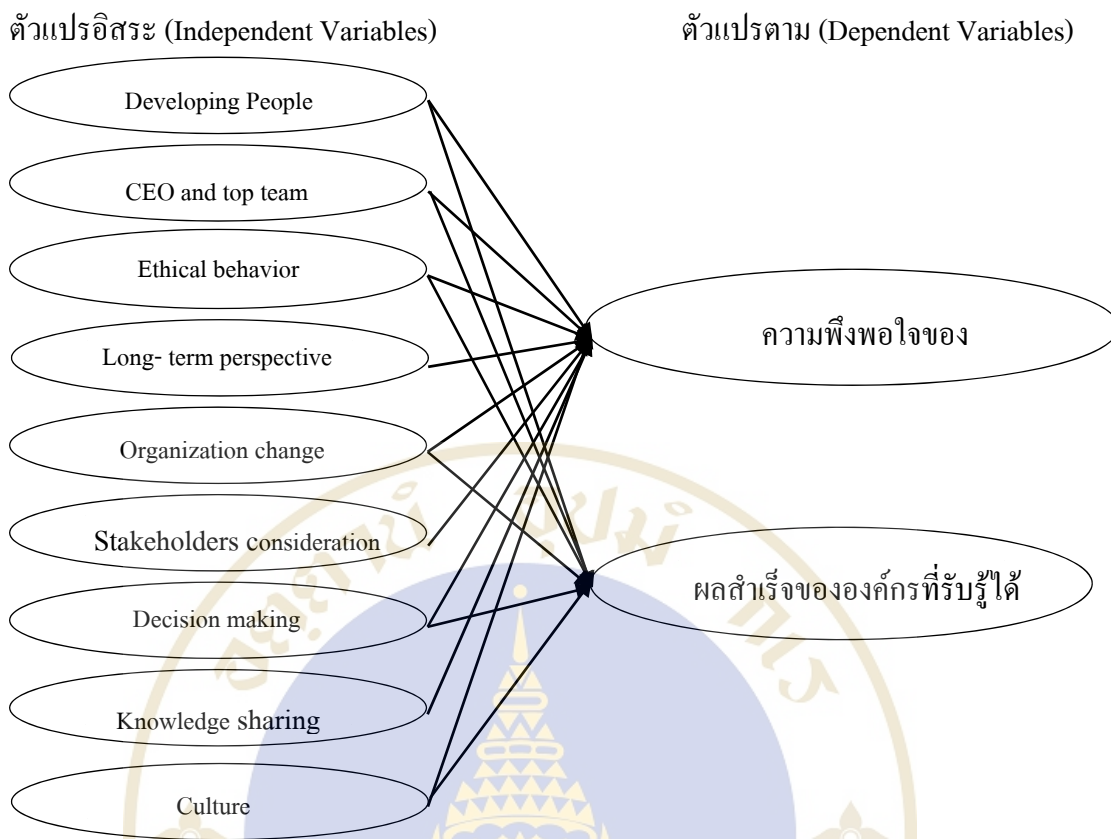 ตัวแปรอิสระ (Independent Variables)
ตัวแปรตาม (Dependent Variables)
Developing People
CEO and top team
Ethical behavior
Long- term perspective
Organization change
Stakeholders consideration
Decision making
Knowledge sharing
Culture
ความพึงพอใจของ
ผลสำเร็จขององค์กรที่รับรู้ได้